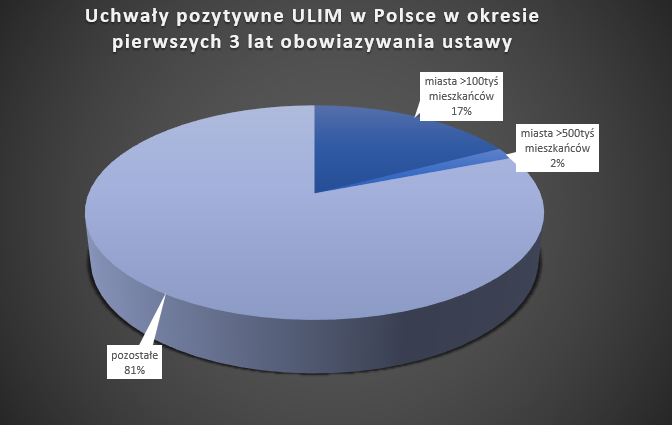 Uchwały pozytywne ULIM w Polsce w okresie
pierwszych 3 lat obowiazywania ustawy
miasta >100tyś
mieszkańców
17%
miasta >500tyś
mieszkańców
2%
pozostałe
81%